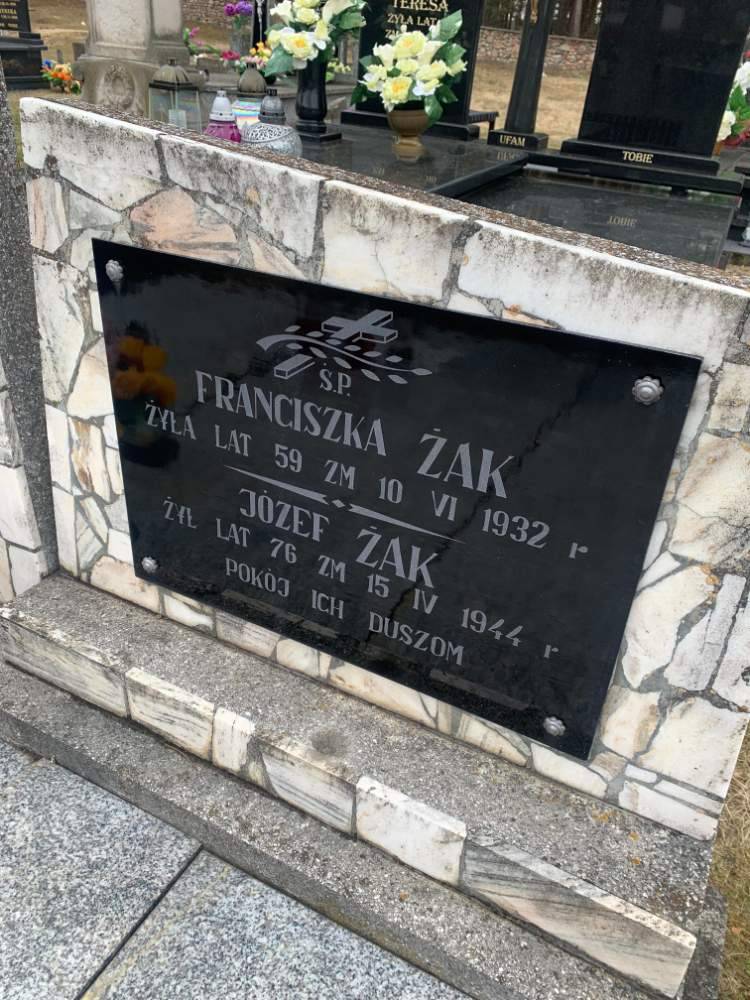 TERESA
ŻYŁA LAT
UFAM
TOBIE
TOBIE
Ś.P.
FRANCISZKA ŻAK
ŻYŁA LAT 59 ZM 10 VI 1932 r
JÓZEF ŻAK
ŻYŁ LAT 76 ZM 15 IV 1944 r
POKÓJ ICH DUSZOM